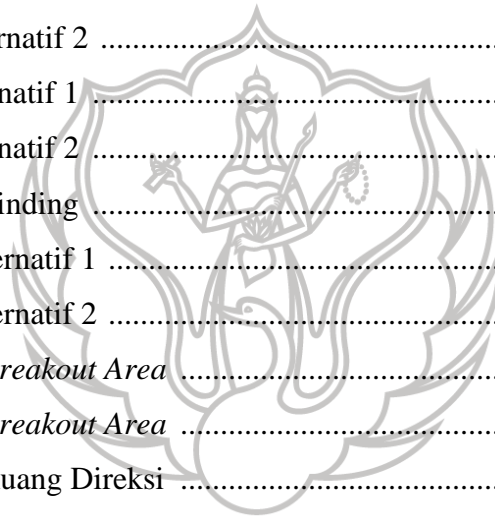 rnatif 2 ..........................................
natif 1 ..........................................
natif 2 ..........................................
inding ..........................................
ernatif 1 ........................................
ernatif 2 ........................................
reakout Area ................................
reakout Area ................................
uang Direksi ................................